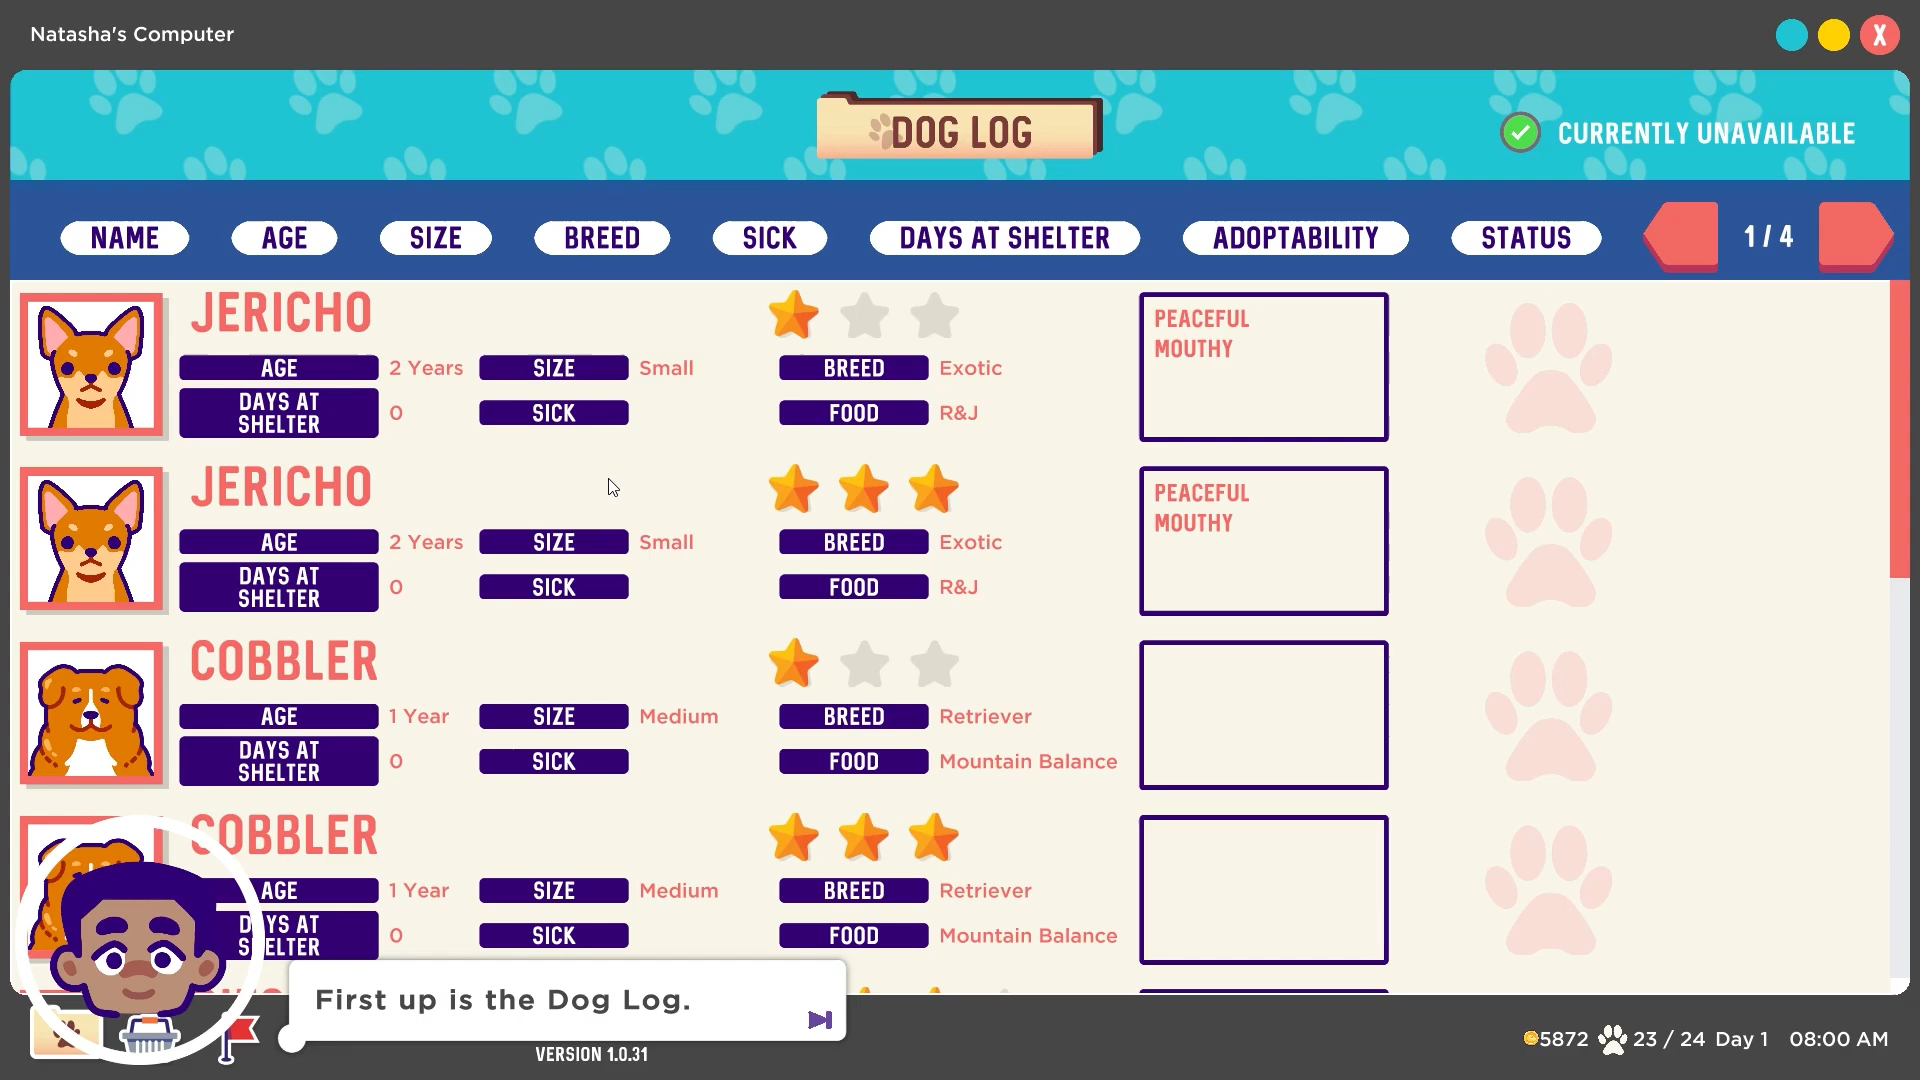 Natasha's Computer
X
DOG LOG
CURRENTLY UNAVAILABLE
NAME AGE SIZE BREED SICK DAYS AT SHELTER ADOPTABILITY STATUS 1 / 4
JERICHO
AGE 2 Years SIZE Small BREED Exotic
DAYS AT SHELTER 0 SICK FOOD R&J
PEACEFUL
MOUTHY
JERICHO
AGE 2 Years SIZE Small BREED Exotic
DAYS AT SHELTER 0 SICK FOOD R&J
PEACEFUL
MOUTHY
COBBLER
AGE 1 Year SIZE Medium BREED Retriever
DAYS AT SHELTER 0 SICK FOOD Mountain Balance
COBBLER
AGE 1 Year SIZE Medium BREED Retriever
DAYS AT SHELTER 0 SICK FOOD Mountain Balance
First up is the Dog Log.
VERSION 1.0.31
5872 23 / 24 Day 1 08:00 AM